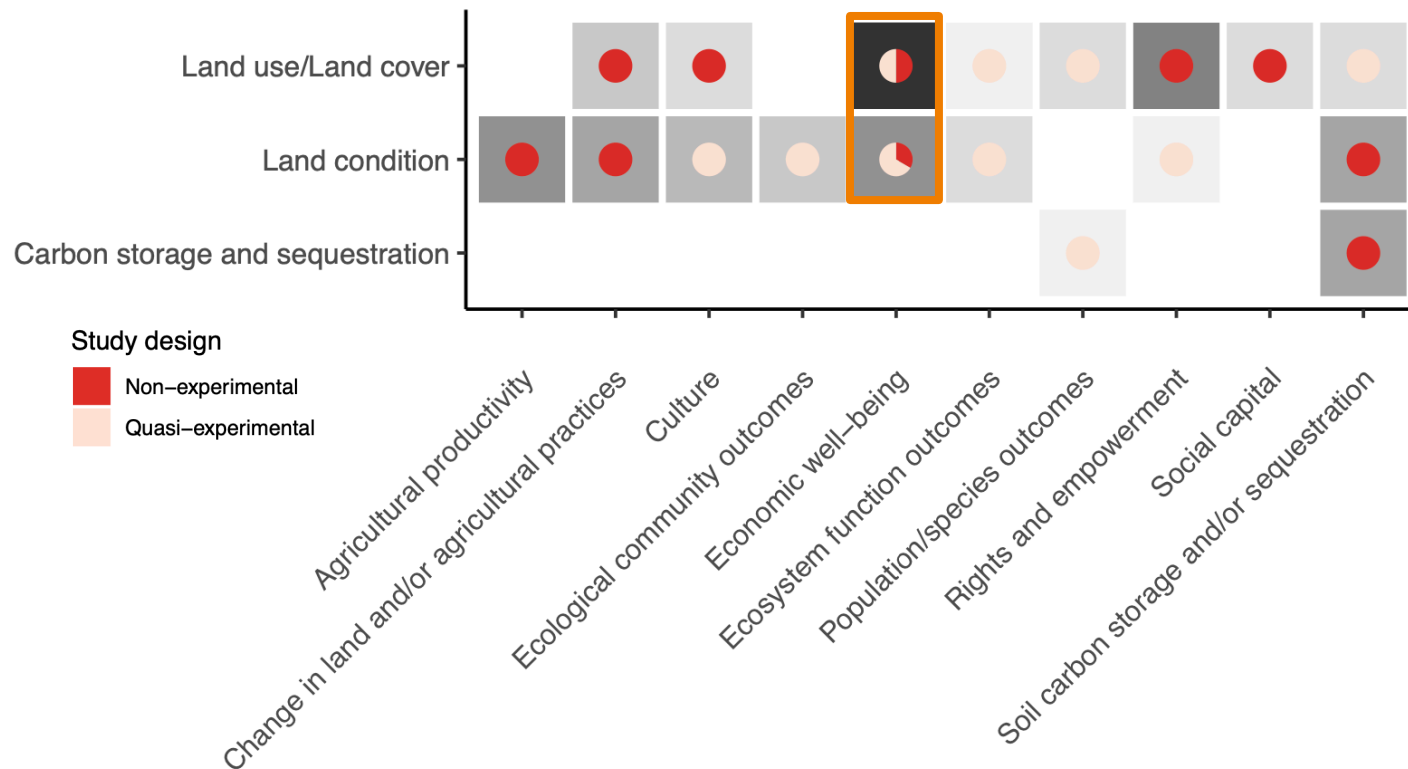 Land use/Land cover
Land condition
Carbon storage and sequestration
Study design
Non−experimental
Quasi−experimental
Agricultural productivity
Change in land and/or agricultural practices
Culture
Ecological community outcomes
Economic well−being
Ecosystem function outcomes
Population/species outcomes
Rights and empowerment
Social capital
Soil carbon storage and/or sequestration